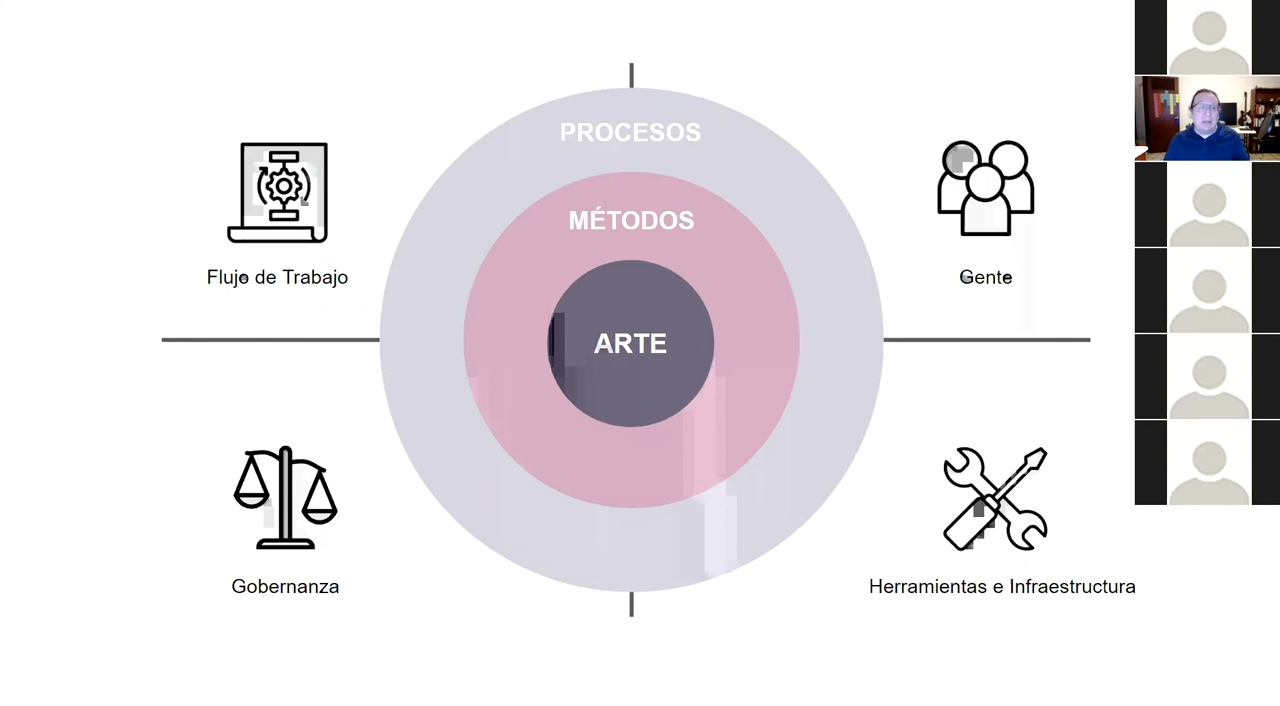 PROCESOS
MÉTODOS
ARTE
Flujo de Trabajo
Gente
Gobernanza
Herramientas e Infraestructura